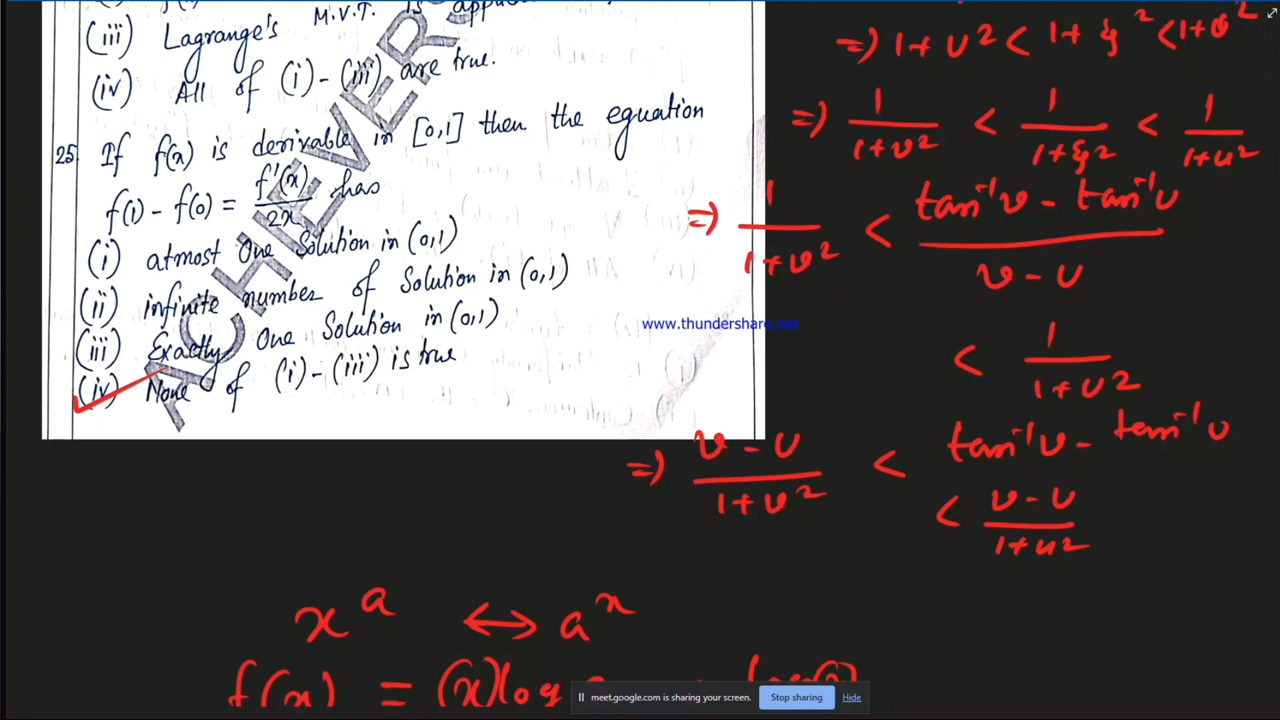 (iii) Lagrange's M.V.T. is
(iv) All of (i) - (iii) are true.
25 If f(x) is derivable in [0,1] then the equation
f(1) - f(0) = f'(x)/2x has
(i) atmost One Solution in (0,1)
(ii) infinite number of Solution in (0,1)
(iii) Exactly One Solution in (0,1)
(iv) None of (i) - (iii) is true
ACHIEVERS
www.thundershare.net
=) 1 + u² < 1 + ξ² < 1 + v²
=) 1/(1+v²) < 1/(1+ξ²) < 1/(1+u²)
=) 1/(1+v²) < (tan⁻¹v - tan⁻¹u)/(v - u)
< 1/(1+u²)
=) (v - u)/(1+v²) < tan⁻¹v - tan⁻¹u
< (v - u)/(1+u²)
x^a ↔ a^x
f(x) = (x)log
meet.google.com is sharing your screen. Stop sharing Hide